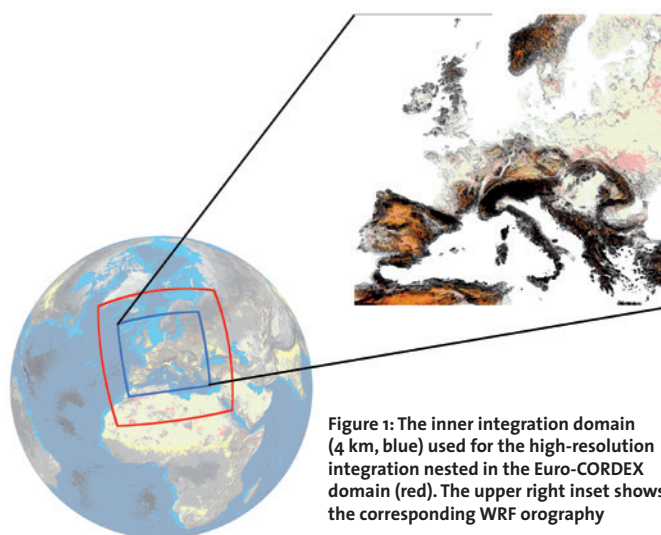 Figure 1: The inner integration domain
(4 km, blue) used for the high-resolution
integration nested in the Euro-CORDEX
domain (red). The upper right inset shows
the corresponding WRF orography